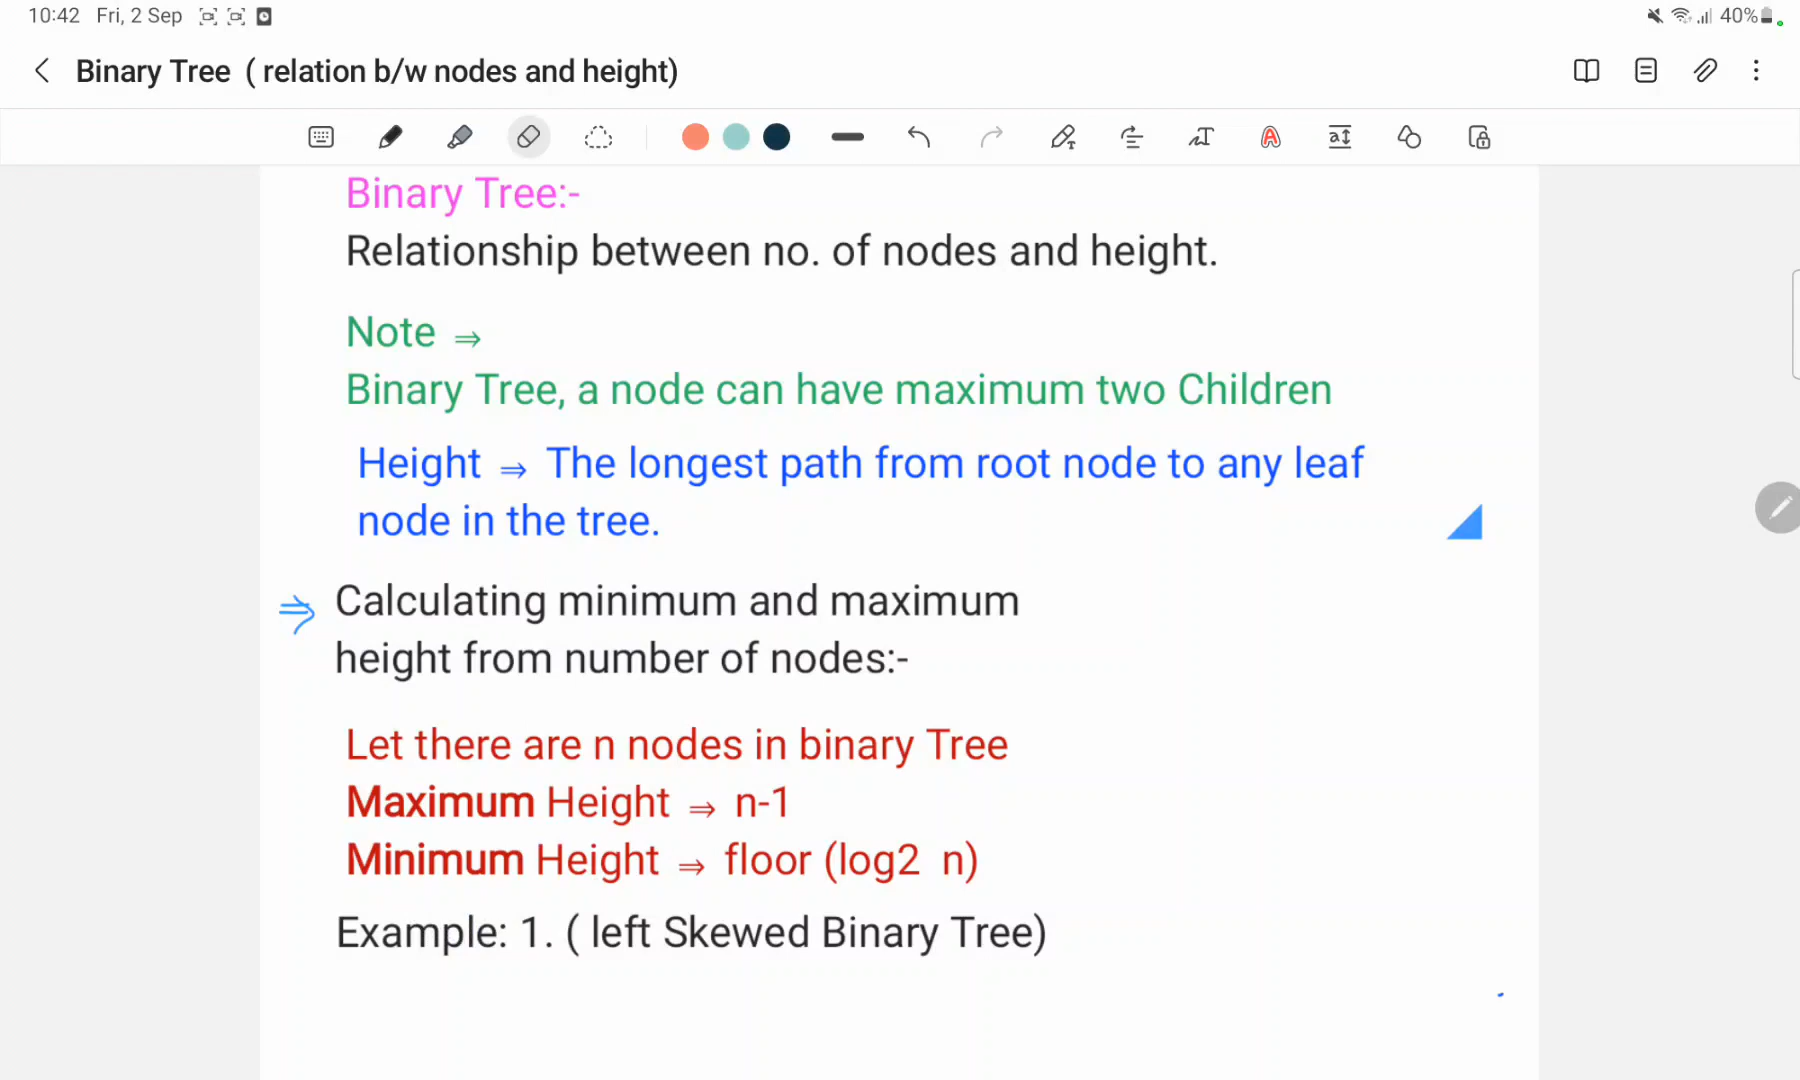 10:42 Fri, 2 Sep 40%
Binary Tree ( relation b/w nodes and height)
Binary Tree:-
Relationship between no. of nodes and height.
Note ⇒
Binary Tree, a node can have maximum two Children
Height ⇒ The longest path from root node to any leaf
node in the tree.
⇒ Calculating minimum and maximum
height from number of nodes:-
Let there are n nodes in binary Tree
Maximum Height ⇒ n-1
Minimum Height ⇒ floor (log2 n)
Example: 1. ( left Skewed Binary Tree)